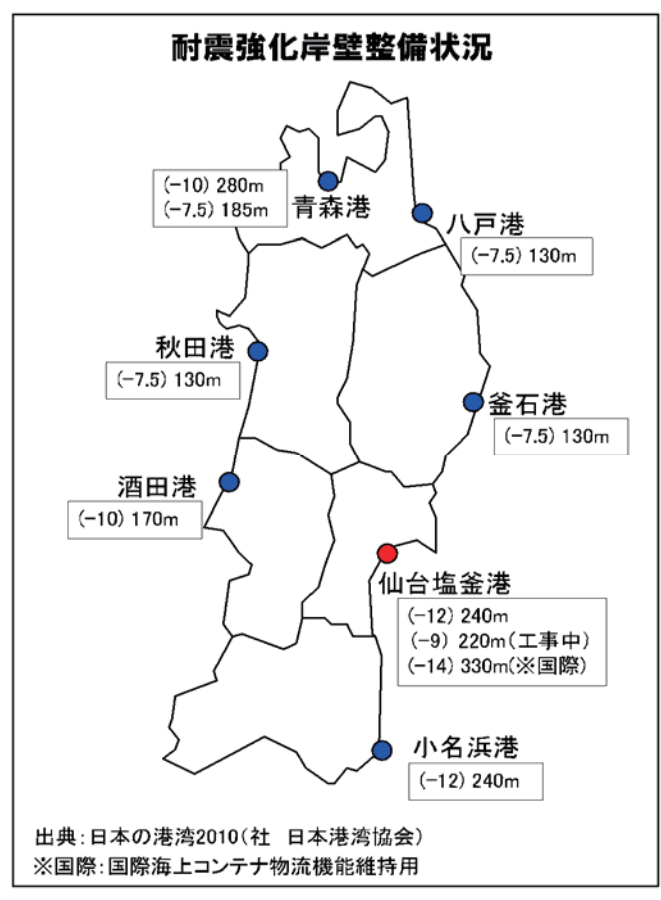 耐震強化岸壁整備状況
(-10) 280m
(-7.5) 185m
青森港
八戸港
(-7.5) 130m
秋田港
(-7.5) 130m
釜石港
(-7.5) 130m
酒田港
(-10) 170m
仙台塩釜港
(-12) 240m
(-9) 220m(工事中)
(-14) 330m(※国際)
小名浜港
(-12) 240m
出典:日本の港湾2010(社 日本港湾協会)
※国際:国際海上コンテナ物流機能維持用